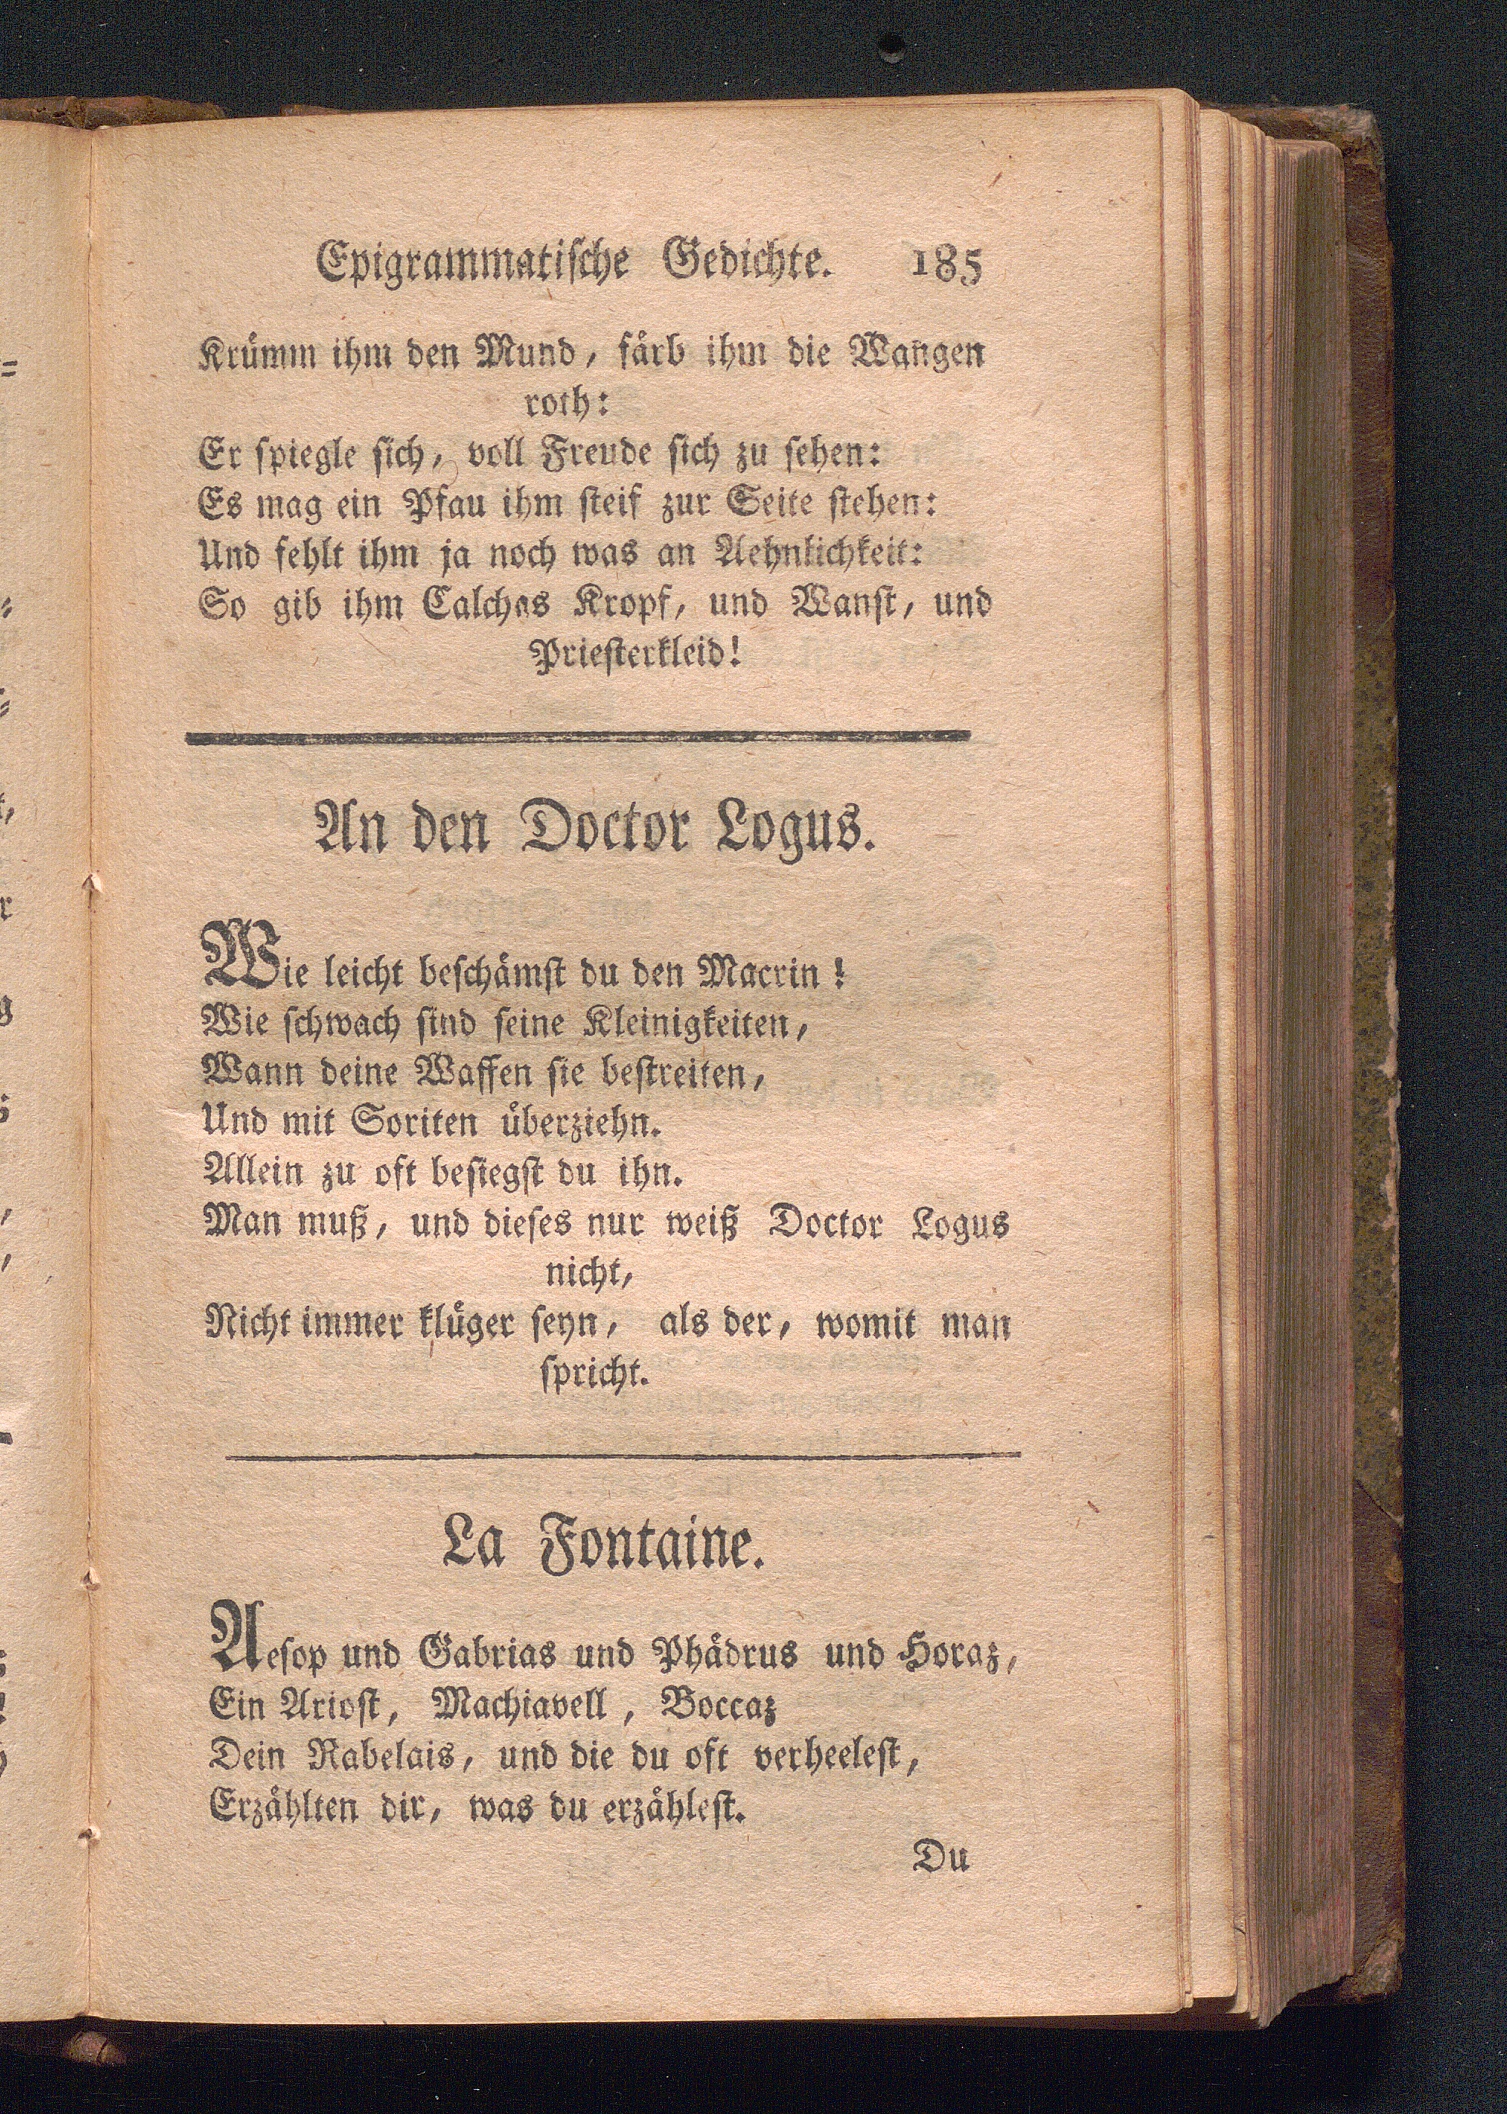 Epigrammatiſche Gedichte. 185
Krümm ihm den Mund, färb ihm die Wangen
roth:
Er ſpiegle ſich, voll Freude ſich zu ſehen:
Es mag ein Pfau ihm ſteif zur Seite ſtehen:
Und fehlt ihm ja noch was an Aehnlichkeit:
So gib ihm Calchas Kropf, und Wanſt, und
Prieſterkleid!
An den Doctor Logus.
Wie leicht beſchämſt du den Macrin!
Wie ſchwach ſind ſeine Kleinigkeiten,
Wann deine Waffen ſie beſtreiten,
Und mit Soriten überziehn.
Allein zu oft beſiegſt du ihn.
Man muß, und dieſes nur weiß Doctor Logus
nicht,
Nicht immer klüger ſeyn, als der, womit man
ſpricht.
La Fontaine.
Aeſop und Gabrias und Phädrus und Horaz,
Ein Arioſt, Machiavell, Boccaz
Dein Rabelais, und die du oft verheeleſt,
Erzählten dir, was du erzähleſt.
Du